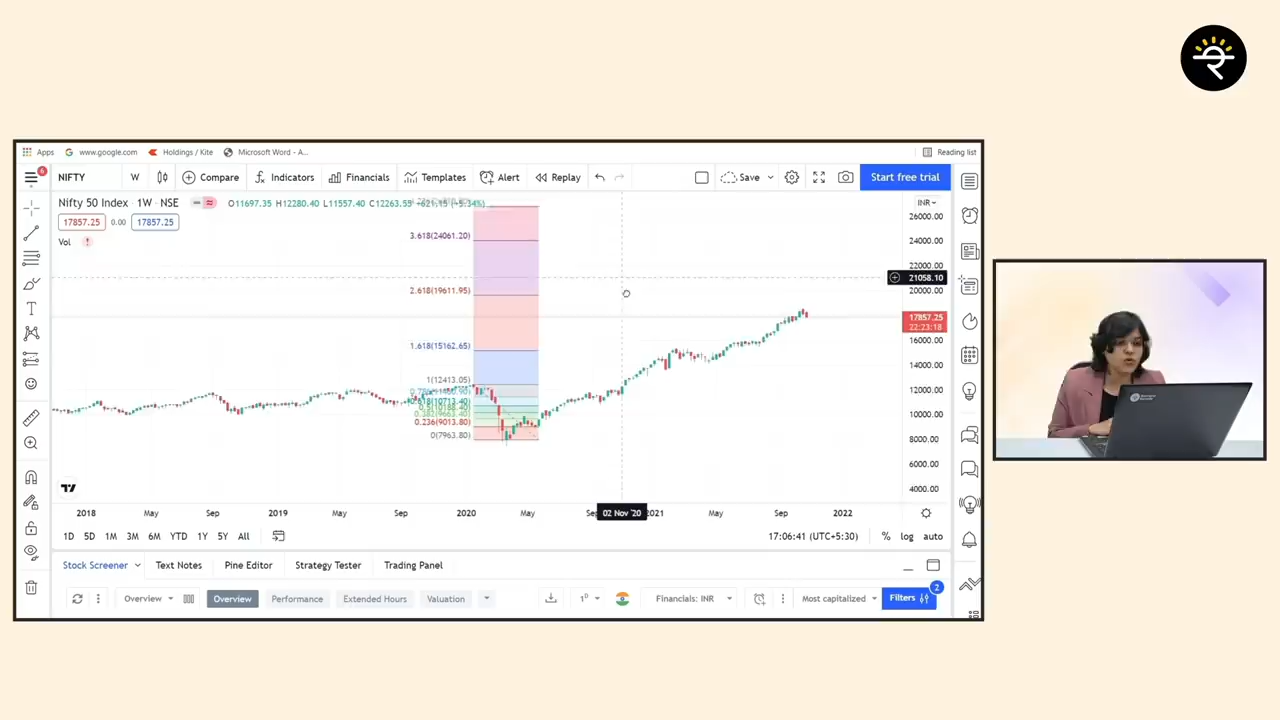 Apps www.google.com Holdings / Kite Microsoft Word - A... Reading list
6
NIFTY W Compare Indicators Financials Templates Alert Replay Save Start free trial
Nifty 50 Index · 1W · NSE O11697.35 H12280.40 L11557.40 C12263.55
17857.25 0.00 17857.25
Vol !
INR
26000.00
3.618(24061.20)
24000.00
22000.00
21058.10
2.618(19611.95)
20000.00
17857.25
22:23:18
1.618(15162.65)
16000.00
14000.00
1(12413.05)
12000.00
10000.00
0.236(9013.80)
0(7963.80)
8000.00
6000.00
4000.00
2018 May Sep 2019 May Sep 2020 May 02 Nov '20 2021 May Sep 2022
1D 5D 1M 3M 6M YTD 1Y 5Y All 17:06:41 (UTC+5:30) % log auto
Stock Screener Text Notes Pine Editor Strategy Tester Trading Panel
Overview Overview Performance Extended Hours Valuation 1D Financials: INR Most capitalized Filters 2